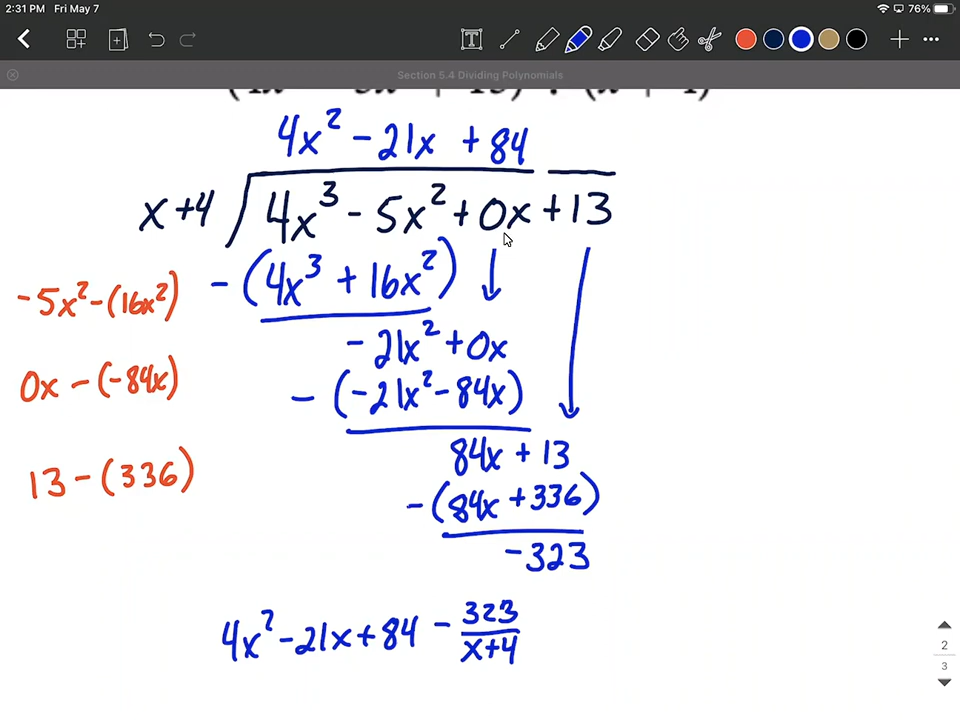 2:31 PM Fri May 7 76%
Section 5.4 Dividing Polynomials
4x² - 21x + 84
x + 4 ) 4x³ - 5x² + 0x + 13
- (4x³ + 16x²)
-5x² - (16x²)
-21x² + 0x
0x - (-84x)
- (-21x² - 84x)
84x + 13
13 - (336)
- (84x + 336)
-323
4x² - 21x + 84 - 323/x+4
2
3